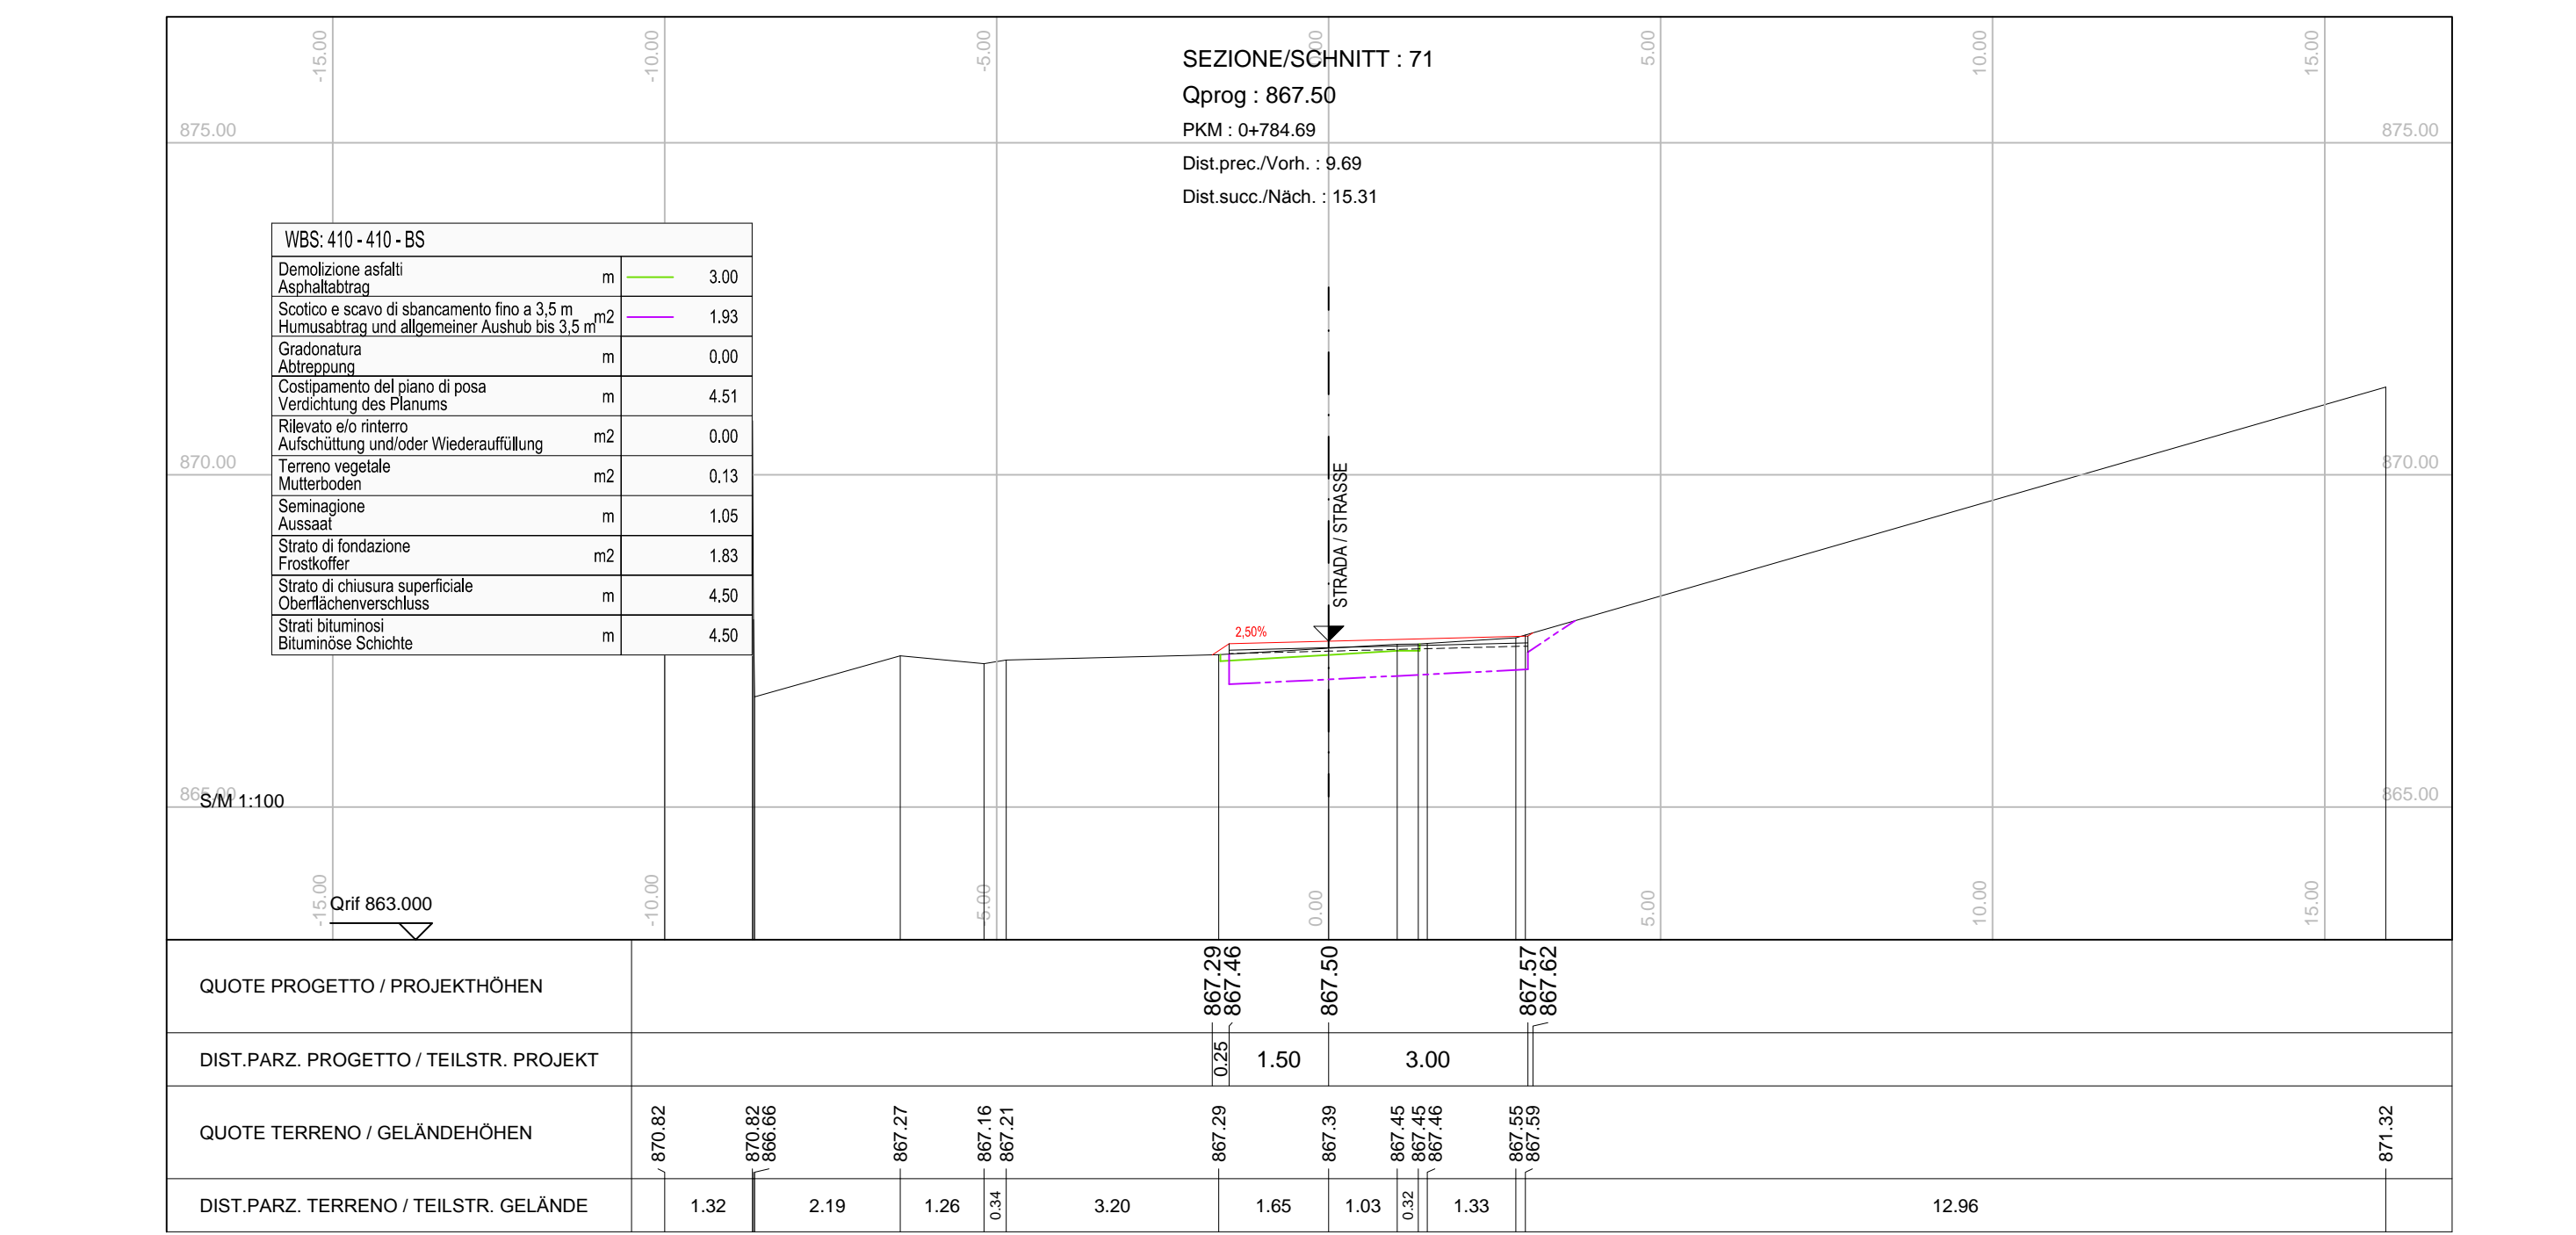 -15.00 -10.00 -5.00 0.00 5.00 10.00 15.00
SEZIONE/SCHNITT : 71
Qprog : 867.50
PKM : 0+784.69
Dist.prec./Vorh. : 9.69
Dist.succ./Näch. : 15.31
875.00 875.00
WBS: 410 - 410 - BS
Demolizione asfalti
Asphaltabtrag m 3.00
Scotico e scavo di sbancamento fino a 3,5 m
Humusabtrag und allgemeiner Aushub bis 3,5 m m2 1.93
Gradonatura
Abtreppung m 0.00
Costipamento del piano di posa
Verdichtung des Planums m 4.51
Rilevato e/o rinterro
Aufschüttung und/oder Wiederauffüllung m2 0.00
Terreno vegetale
Mutterboden m2 0.13
Seminagione
Aussaat m 1.05
Strato di fondazione
Frostkoffer m2 1.83
Strato di chiusura superficiale
Oberflächenverschluss m 4.50
Strati bituminosi
Bituminöse Schichte m 4.50
870.00 870.00
STRADA / STRASSE
2,50%
865.00 865.00
S/M 1:100
Qrif 863.000
-15.00 -10.00 -5.00 0.00 5.00 10.00 15.00
QUOTE PROGETTO / PROJEKTHÖHEN 867.29 867.46 867.50 867.57 867.62
DIST.PARZ. PROGETTO / TEILSTR. PROJEKT 0.25 1.50 3.00
QUOTE TERRENO / GELÄNDEHÖHEN 870.82 870.82 866.66 867.27 867.16 867.21 867.29 867.39 867.45 867.45 867.46 867.55 867.59 871.32
DIST.PARZ. TERRENO / TEILSTR. GELÄNDE 1.32 2.19 1.26 0.34 3.20 1.65 1.03 0.32 1.33 12.96